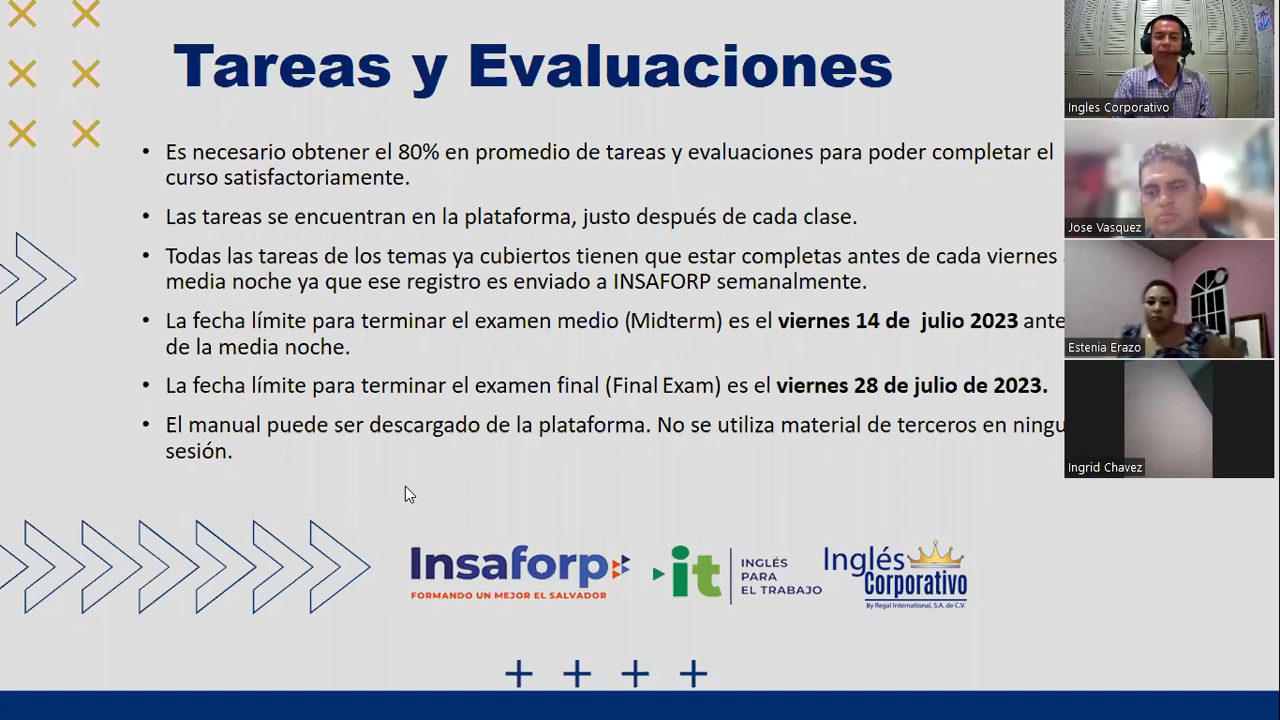 Tareas y Evaluaciones
• Es necesario obtener el 80% en promedio de tareas y evaluaciones para poder completar el
curso satisfactoriamente.
• Las tareas se encuentran en la plataforma, justo después de cada clase.
• Todas las tareas de los temas ya cubiertos tienen que estar completas antes de cada viernes
media noche ya que ese registro es enviado a INSAFORP semanalmente.
• La fecha límite para terminar el examen medio (Midterm) es el viernes 14 de julio 2023 ante
de la media noche.
• La fecha límite para terminar el examen final (Final Exam) es el viernes 28 de julio de 2023.
• El manual puede ser descargado de la plataforma. No se utiliza material de terceros en ningu
sesión.
Insaforp
FORMANDO UN MEJOR EL SALVADOR
it
INGLÉS
PARA
EL TRABAJO
Inglés
Corporativo
By Regal International, S.A. de C.V.
Ingles Corporativo
Jose Vasquez
Estenia Erazo
Ingrid Chavez